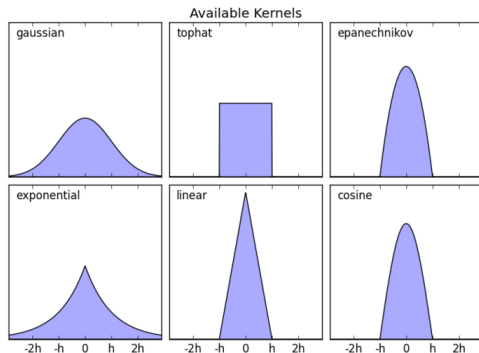 Available Kernels
gaussian
tophat
epanechnikov
exponential
linear
cosine
-2h -h 0 h 2h
-2h -h 0 h 2h
-2h -h 0 h 2h